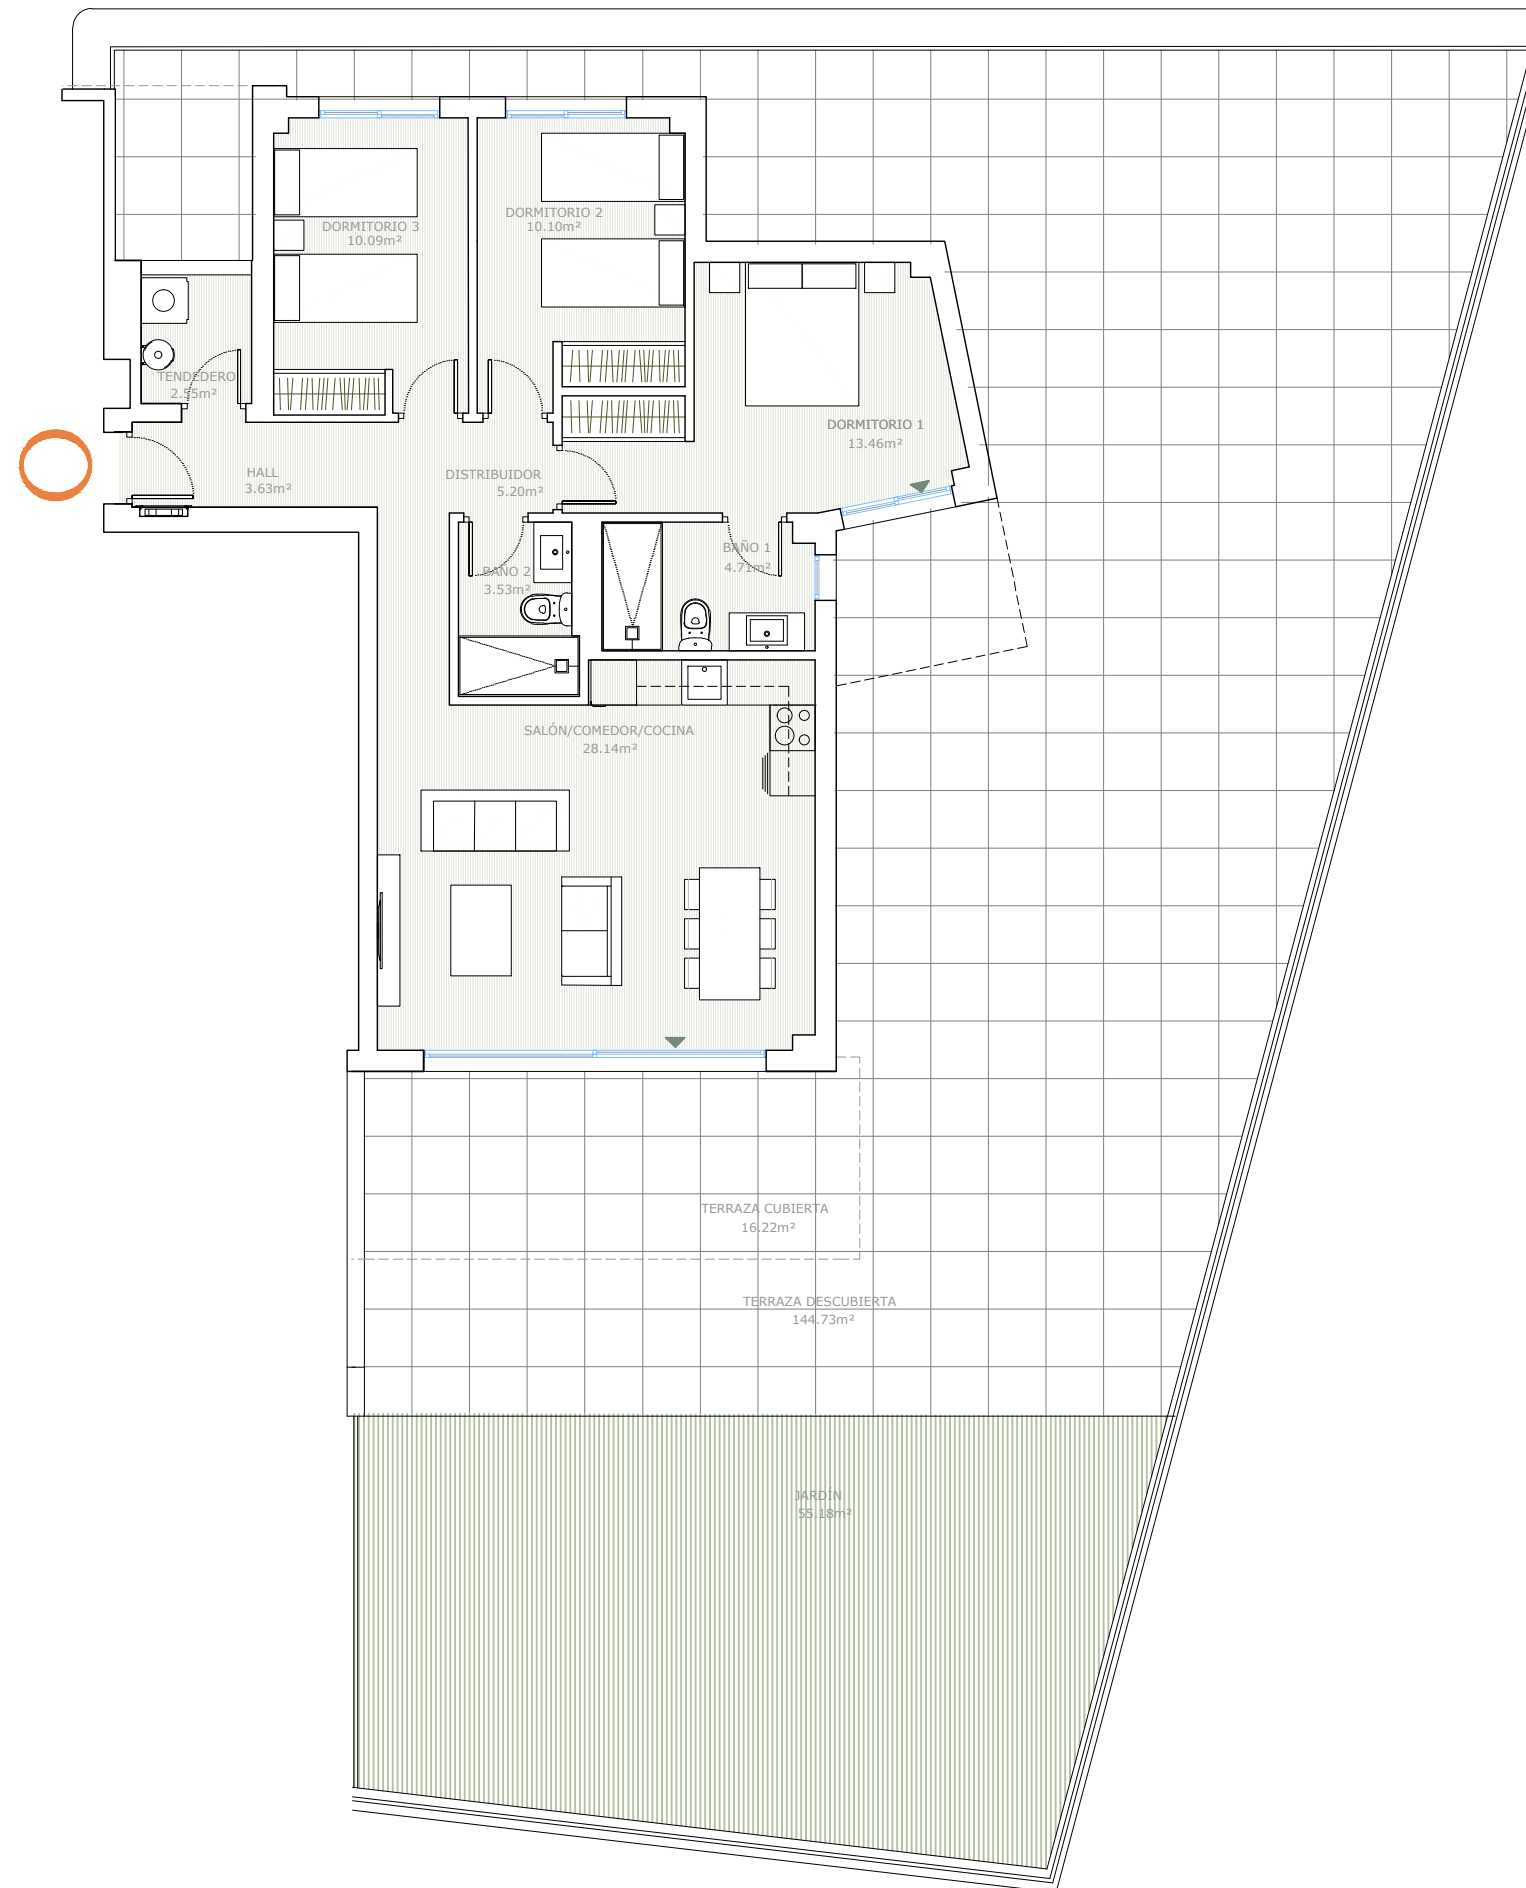 DORMITORIO 3
10.09m²
DORMITORIO 2
10.10m²
TENDEDERO
2.55m²
DORMITORIO 1
13.46m²
HALL
3.63m²
DISTRIBUIDOR
5.20m²
BAÑO 2
3.53m²
BAÑO 1
4.71m²
SALÓN/COMEDOR/COCINA
28.14m²
TERRAZA CUBIERTA
16.22m²
TERRAZA DESCUBIERTA
144.73m²
JARDÍN
55.18m²